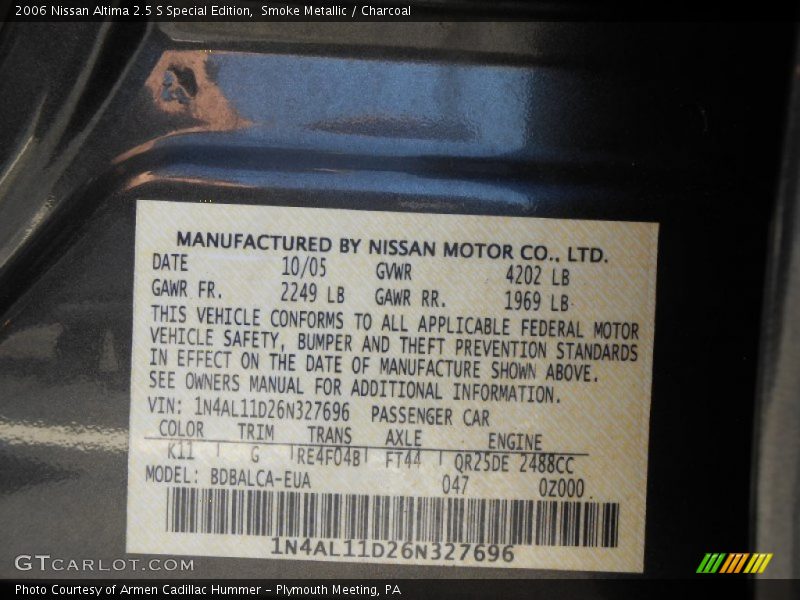 2006 Nissan Altima 2.5 S Special Edition,  Smoke Metallic / Charcoal
MANUFACTURED BY NISSAN MOTOR CO., LTD.
DATE 10/05 GVWR 4202 LB
GAWR FR. 2249 LB GAWR RR. 1969 LB
THIS VEHICLE CONFORMS TO ALL APPLICABLE FEDERAL MOTOR
VEHICLE SAFETY, BUMPER AND THEFT PREVENTION STANDARDS
IN EFFECT ON THE DATE OF MANUFACTURE SHOWN ABOVE.
SEE OWNERS MANUAL FOR ADDITIONAL INFORMATION.
VIN: 1N4AL11D26N327696 PASSENGER CAR
COLOR TRIM TRANS AXLE ENGINE
K11 G RE4F04B FT44 QR25DE 2488CC
MODEL: BDBALCA-EUA 047 0Z000
1N4AL11D26N327696
GTCARLOT.COM
Photo Courtesy of Armen Cadillac Hummer – Plymouth Meeting, PA